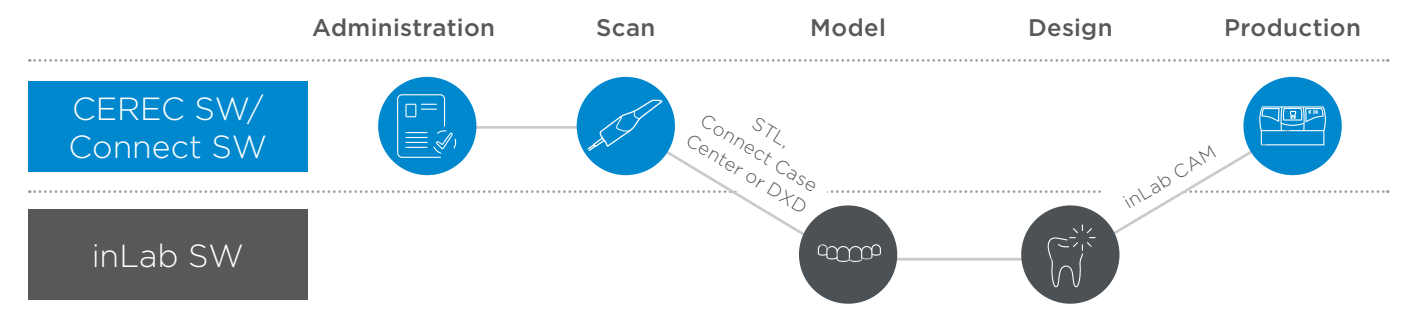 Administration Scan Model Design Production
CEREC SW/
Connect SW
STL,
Connect Case
Center or DXD
inLab CAM
inLab SW